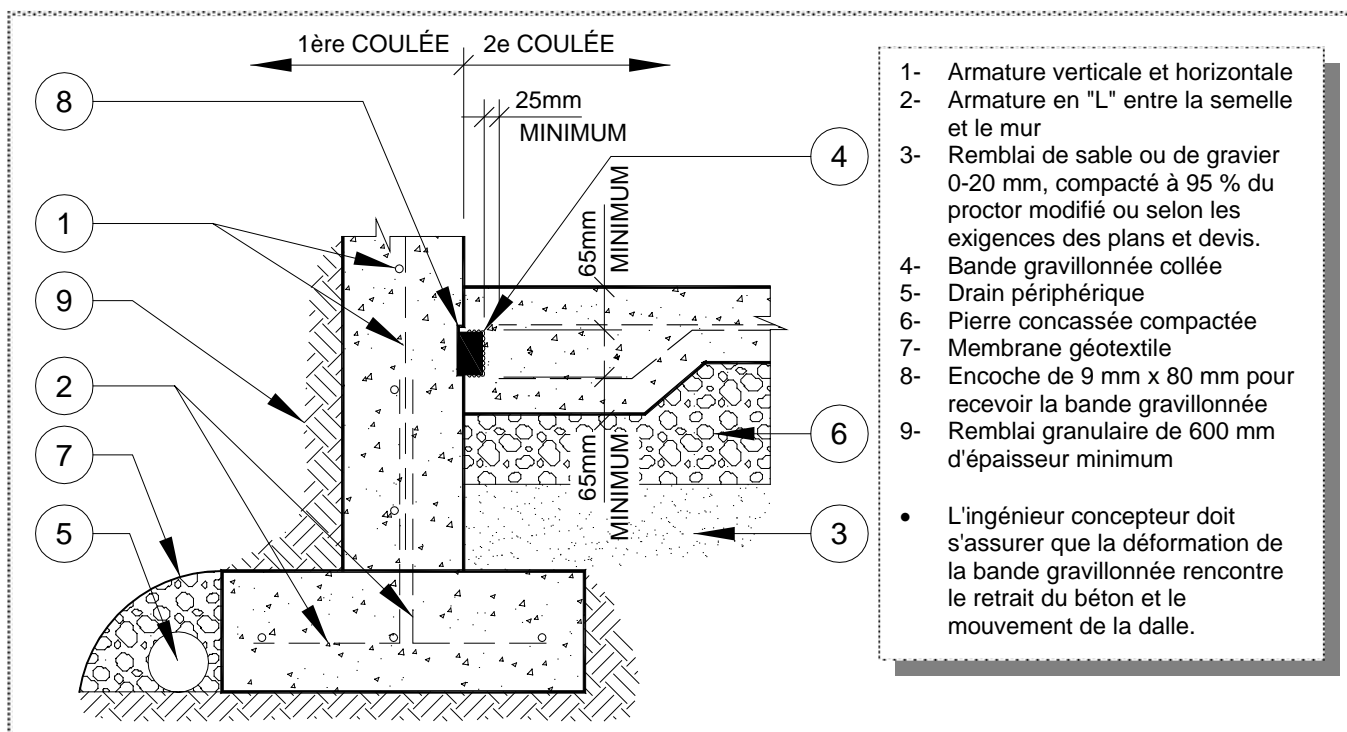 1ère COULÉE
2e COULÉE
25mm
MINIMUM
8
4
1
65mm
MINIMUM
9
2
6
65mm
MINIMUM
7
5
3
1- Armature verticale et horizontale
2- Armature en "L" entre la semelle
et le mur
3- Remblai de sable ou de gravier
0-20 mm, compacté à 95 % du
proctor modifié ou selon les
exigences des plans et devis.
4- Bande gravillonnée collée
5- Drain périphérique
6- Pierre concassée compactée
7- Membrane géotextile
8- Encoche de 9 mm x 80 mm pour
recevoir la bande gravillonnée
9- Remblai granulaire de 600 mm
d'épaisseur minimum
• L'ingénieur concepteur doit
s'assurer que la déformation de
la bande gravillonnée rencontre
le retrait du béton et le
mouvement de la dalle.